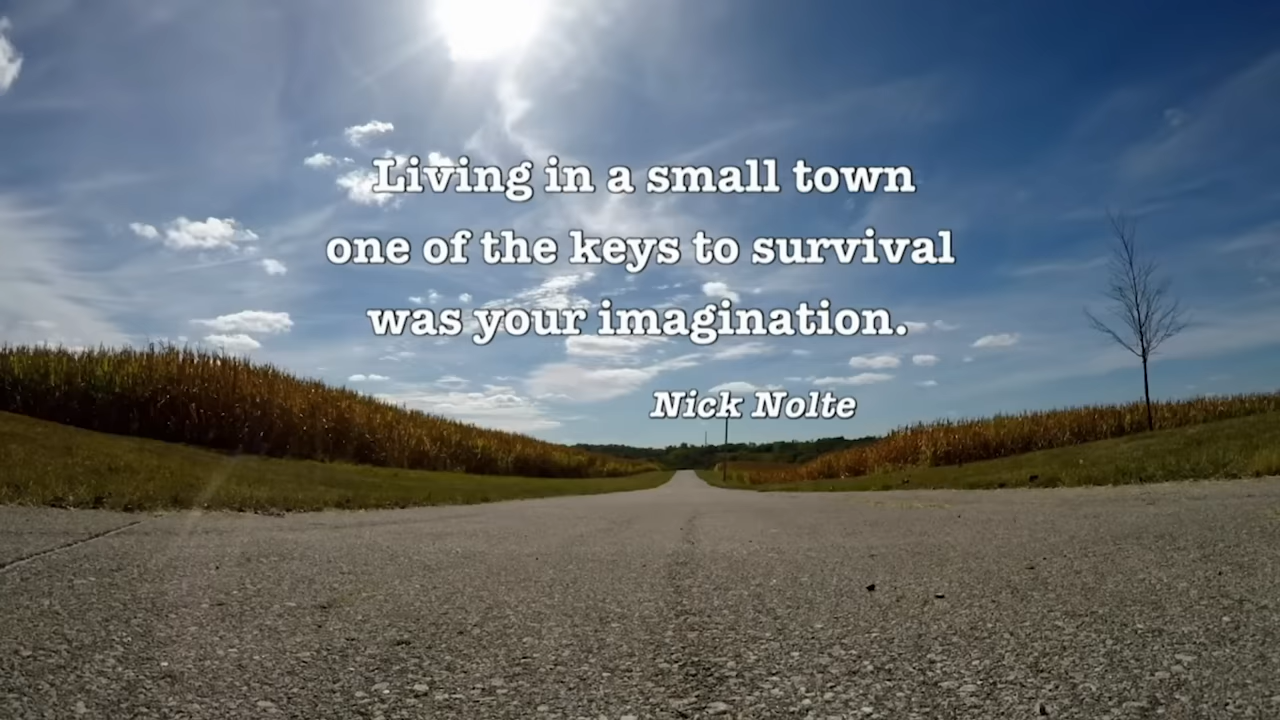 Living in a small town
one of the keys to survival
was your imagination.
Nick Nolte